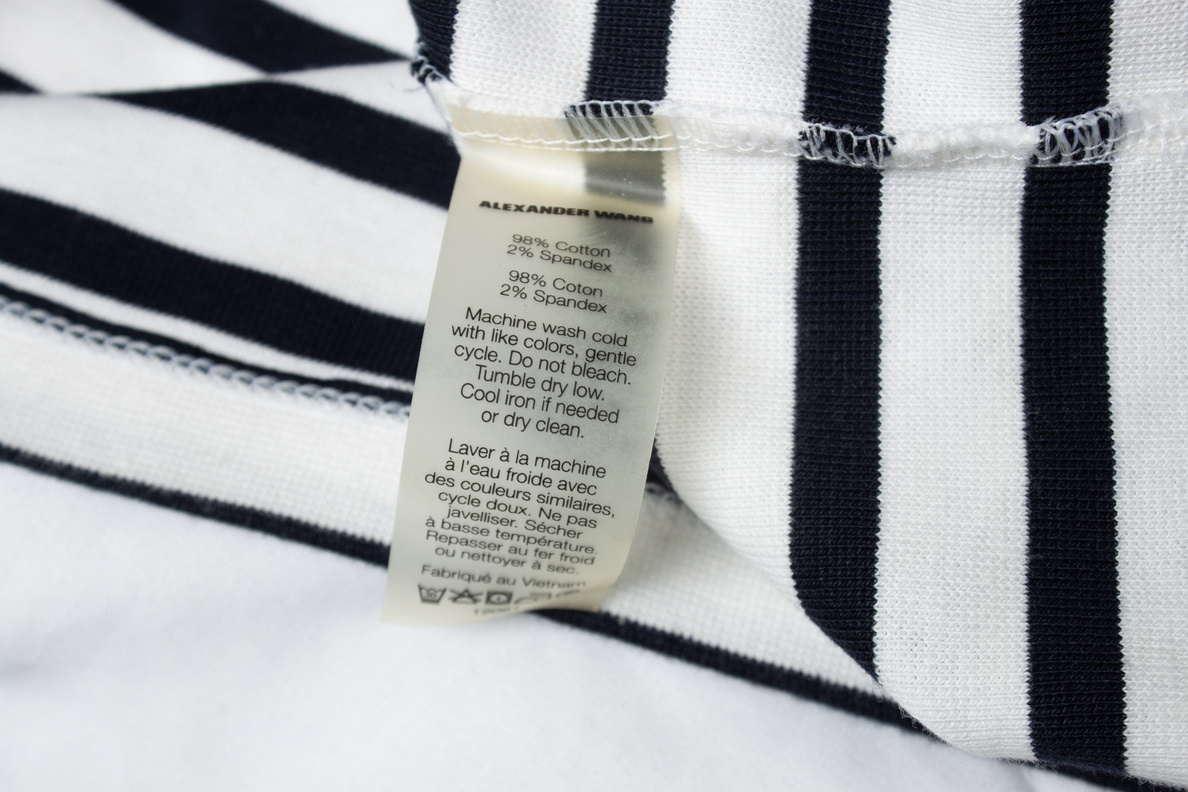 ALEXANDER WANG
98% Cotton
2% Spandex
98% Coton
2% Spandex
Machine wash cold
with like colors, gentle
cycle. Do not bleach.
Tumble dry low.
Cool iron if needed
or dry clean.
Laver à la machine
à l'eau froide avec
des couleurs similaires,
cycle doux. Ne pas
javelliser. Sécher
à basse température.
Repasser au fer froid
ou nettoyer à sec.
Fabriqué au Vietnam